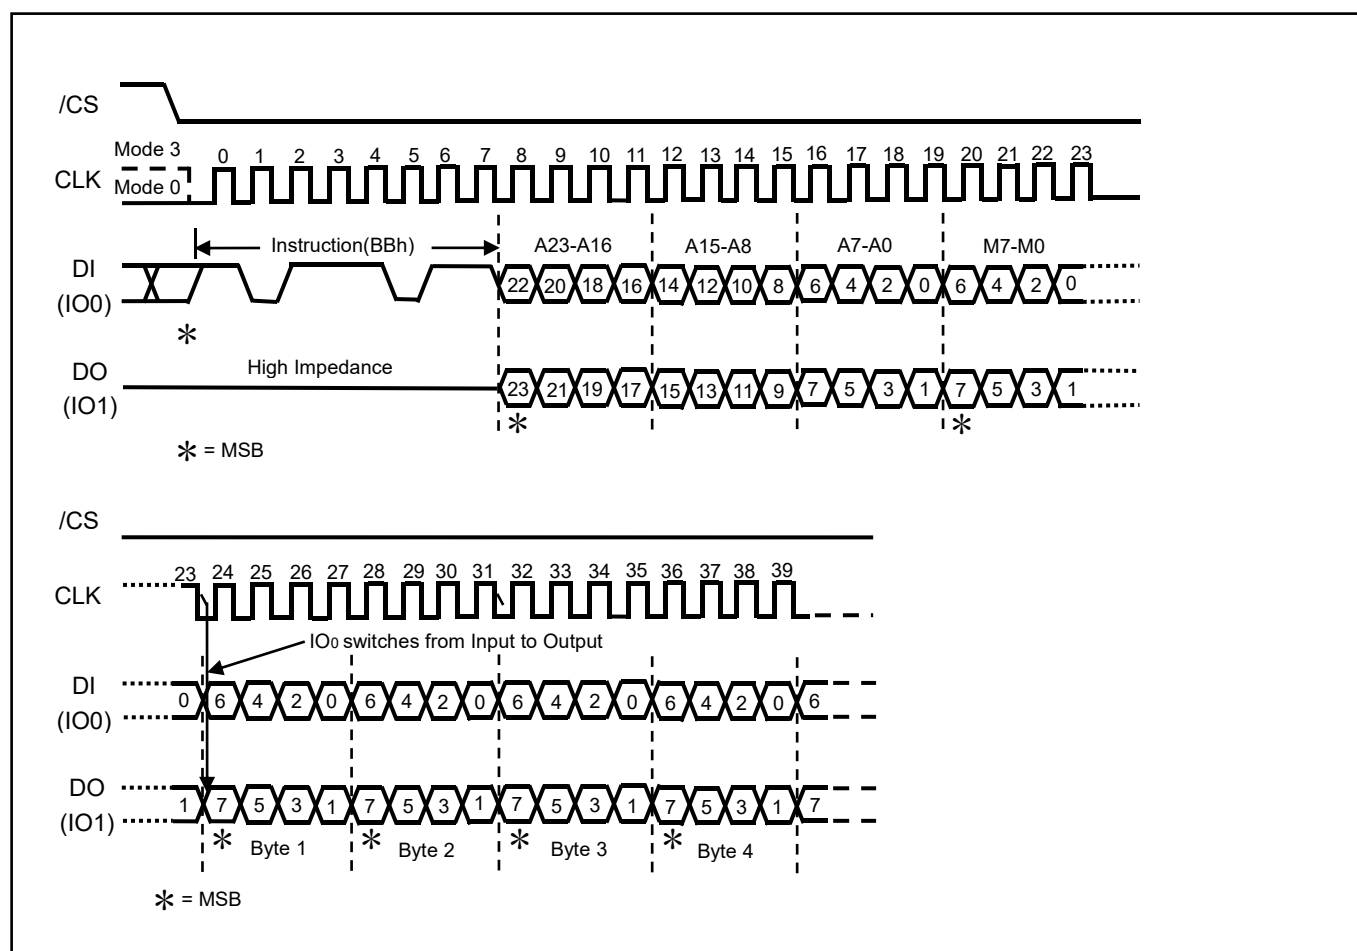 /CS
Mode 3
CLK
Mode 0
0 1 2 3 4 5 6 7 8 9 10 11 12 13 14 15 16 17 18 19 20 21 22 23
Instruction(BBh)
A23-A16 A15-A8 A7-A0 M7-M0
DI
(IO0)
22 20 18 16 14 12 10 8 6 4 2 0 6 4 2 0
*
DO
(IO1)
High Impedance
23 21 19 17 15 13 11 9 7 5 3 1 7 5 3 1
* *
* = MSB
/CS
CLK
23 24 25 26 27 28 29 30 31 32 33 34 35 36 37 38 39
IO0 switches from Input to Output
DI
(IO0)
0 6 4 2 0 6 4 2 0 6 4 2 0 6 4 2 0 6
DO
(IO1)
1 7 5 3 1 7 5 3 1 7 5 3 1 7 5 3 1 7
* Byte 1 * Byte 2 * Byte 3 * Byte 4
* = MSB